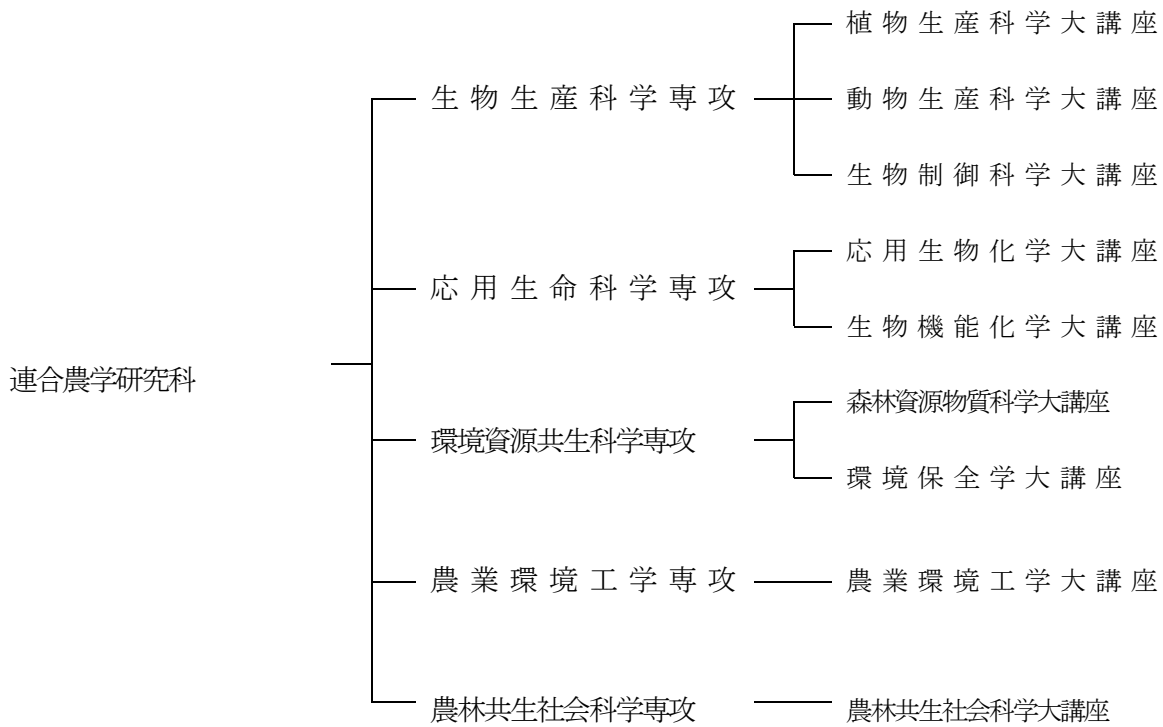 連合農学研究科
生物生産科学専攻
植物生産科学大講座
動物生産科学大講座
生物制御科学大講座
応用生命科学専攻
応用生物化学大講座
生物機能化学大講座
環境資源共生科学専攻
森林資源物質科学大講座
環境保全学大講座
農業環境工学専攻
農業環境工学大講座
農林共生社会科学専攻
農林共生社会科学大講座